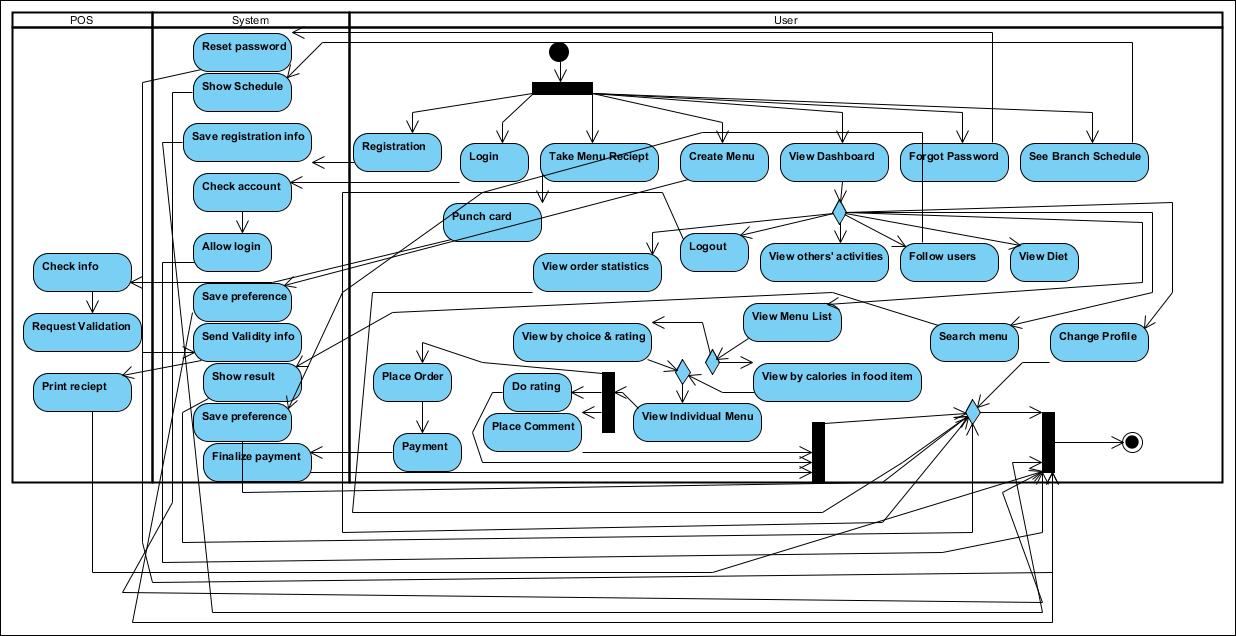 POS
System
User
Reset password
Show Schedule
Save registration info
Registration
Login
Take Menu Reciept
Create Menu
View Dashboard
Forgot Password
See Branch Schedule
Check account
Punch card
Allow login
Logout
View others' activities
Follow users
View Diet
Check info
View order statistics
Save preference
View Menu List
Request Validation
Send Validity info
View by choice & rating
Search menu
Change Profile
Print reciept
Show result
Place Order
Do rating
View by calories in food item
Save preference
Place Comment
View Individual Menu
Finalize payment
Payment